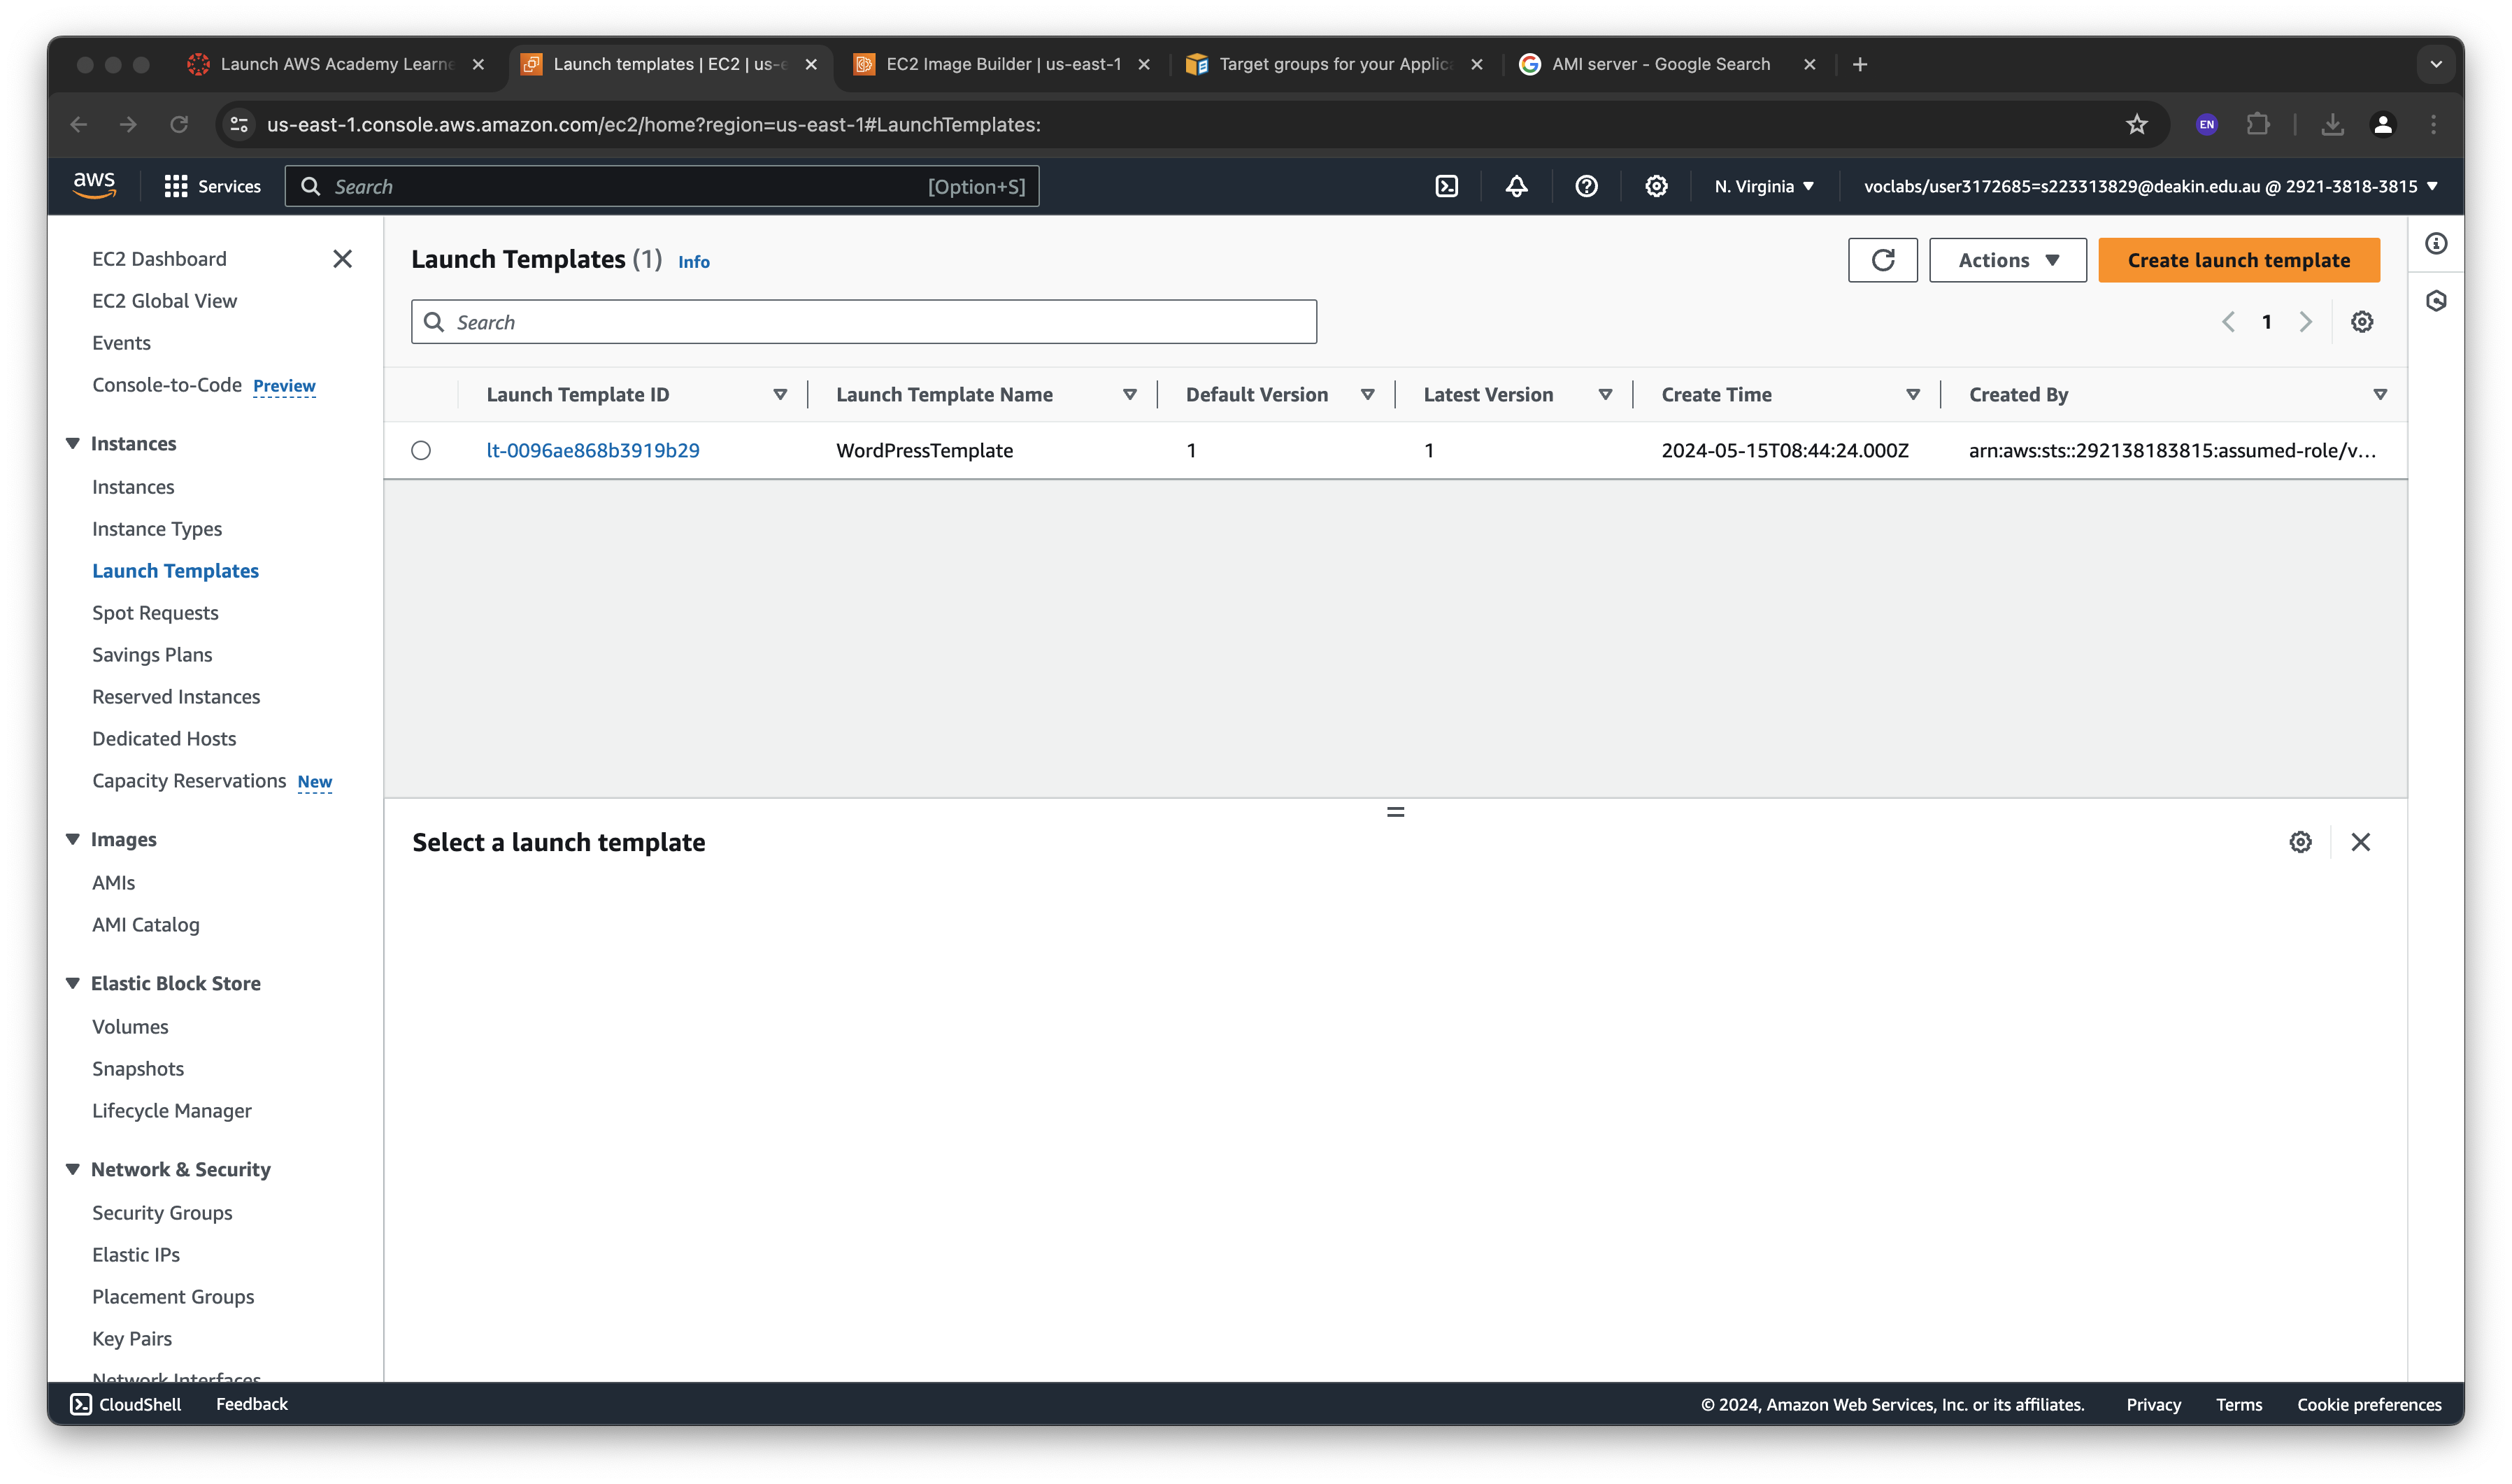 Launch AWS Academy Learne
Launch templates | EC2 | us-e
EC2 Image Builder | us-east-1
Target groups for your Applica
AMI server - Google Search
us-east-1.console.aws.amazon.com/ec2/home?region=us-east-1#LaunchTemplates:
EN
aws
Services
Search
[Option+S]
N. Virginia
voclabs/user3172685=s223313829@deakin.edu.au @ 2921-3818-3815
EC2 Dashboard
EC2 Global View
Events
Console-to-Code Preview
Instances
Instances
Instance Types
Launch Templates
Spot Requests
Savings Plans
Reserved Instances
Dedicated Hosts
Capacity Reservations New
Images
AMIs
AMI Catalog
Elastic Block Store
Volumes
Snapshots
Lifecycle Manager
Network & Security
Security Groups
Elastic IPs
Placement Groups
Key Pairs
Network Interfaces
Launch Templates (1) Info
Actions
Create launch template
Search
1
Launch Template ID
Launch Template Name
Default Version
Latest Version
Create Time
Created By
lt-0096ae868b3919b29
WordPressTemplate
1
1
2024-05-15T08:44:24.000Z
arn:aws:sts::292138183815:assumed-role/v...
Select a launch template
CloudShell
Feedback
© 2024, Amazon Web Services, Inc. or its affiliates.
Privacy
Terms
Cookie preferences